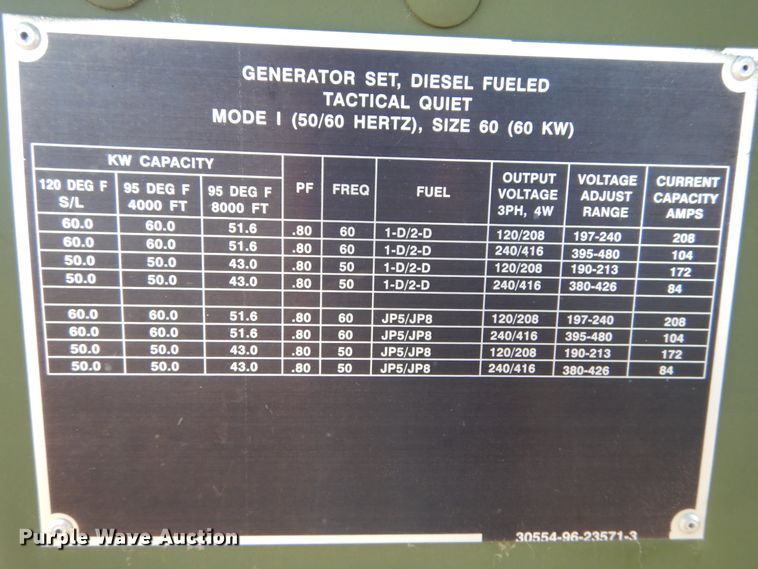 GENERATOR SET, DIESEL FUELED
TACTICAL QUIET
MODE I (50/60 HERTZ), SIZE 60 (60 KW)
KW CAPACITY PF FREQ FUEL OUTPUT VOLTAGE 3PH, 4W VOLTAGE ADJUST RANGE CURRENT CAPACITY AMPS
120 DEG F S/L 95 DEG F 4000 FT 95 DEG F 8000 FT
60.0 60.0 51.6 .80 60 1-D/2-D 120/208 197-240 208
60.0 60.0 51.6 .80 60 1-D/2-D 240/416 395-480 104
50.0 50.0 43.0 .80 50 1-D/2-D 120/208 190-213 172
50.0 50.0 43.0 .80 50 1-D/2-D 240/416 380-426 84
60.0 60.0 51.6 .80 60 JP5/JP8 120/208 197-240 208
60.0 60.0 51.6 .80 60 JP5/JP8 240/416 395-480 104
50.0 50.0 43.0 .80 50 JP5/JP8 120/208 190-213 172
50.0 50.0 43.0 .80 50 JP5/JP8 240/416 380-426 84
30554-96-23571-3
Purple Wave Auction